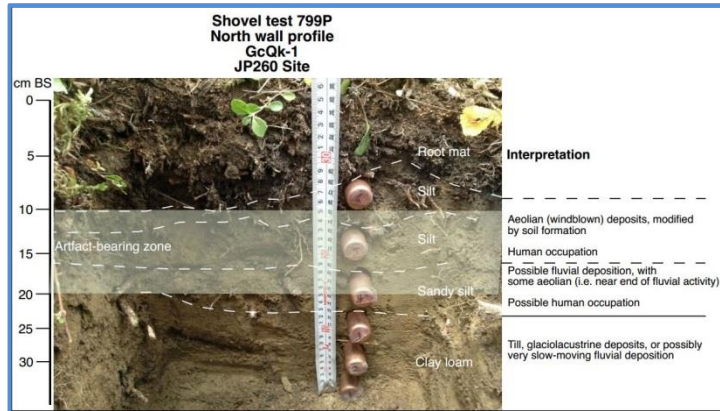 Shovel test 799P
North wall profile
GcQk-1
JP260 Site
cm BS
0
5
10
15
20
25
30
Root mat
Silt
Artfact-bearing zone
Silt
Sandy silt
Clay loam
Interpretation
Aeolian (windblown) deposits, modified
by soil formation
Human occupation
Possible fluvial deposition, with
some aeolian (i.e. near end of fluvial activity)
Possible human occupation
Till, glaciolacustrine deposits, or possibly
very slow-moving fluvial deposition